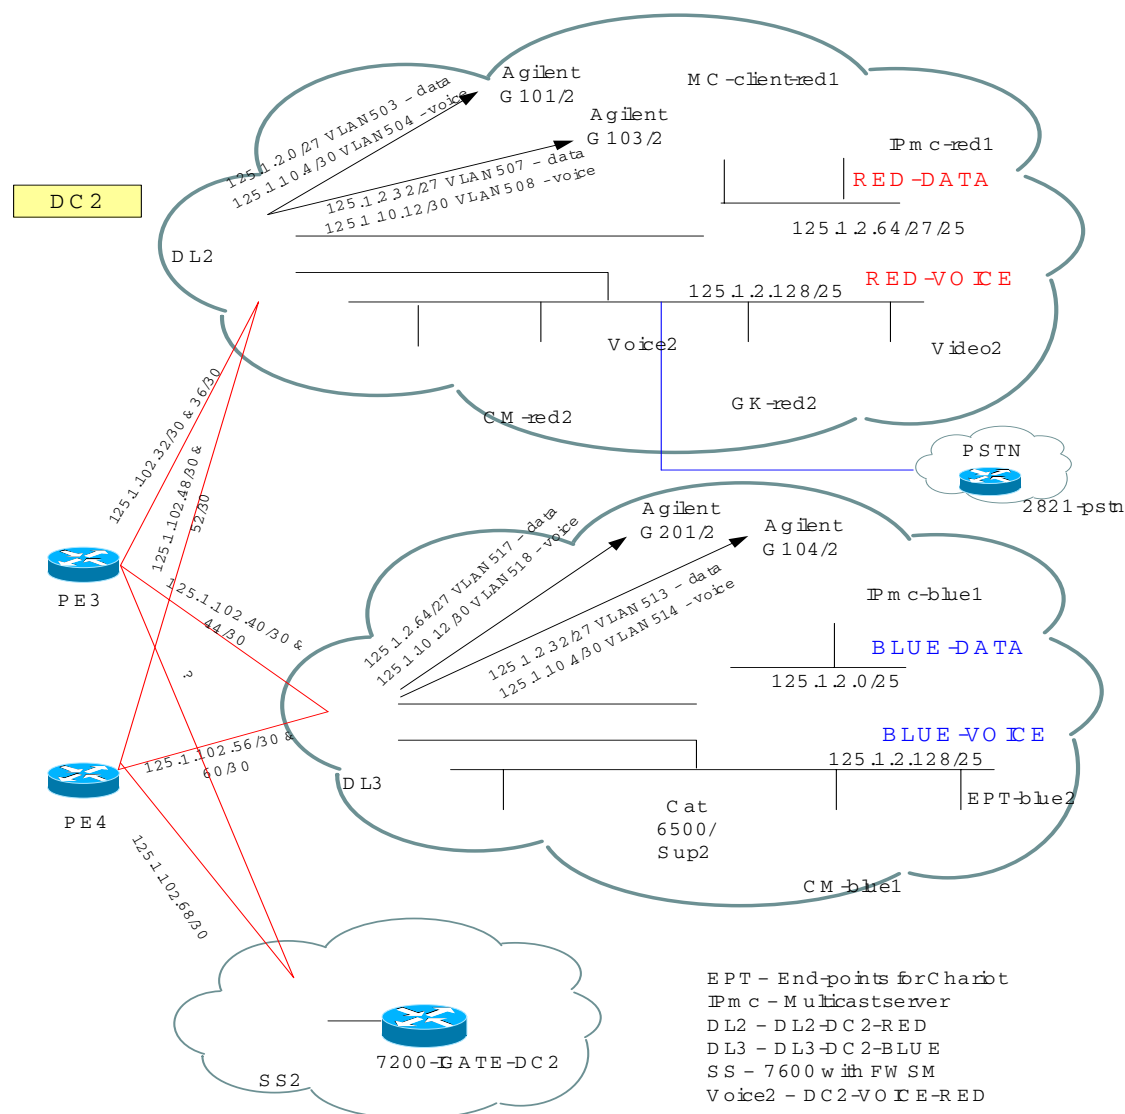 Agilent
G101/2
MC-client-red1
125.1.2.0/27 VLAN503 – data
125.1.10.4/30 VLAN504 –voice
Agilent
G103/2
IPmc-red1
125.1.2.32/27 VLAN507 – data
125.1.10.12/30 VLAN508 –voice
RED-DATA
DC2
125.1.2.64/27/25
DL2
RED-VOICE
125.1.2.128/25
Voice2
Video2
125.1.102.32/30 & 36/30
CM-red2
GK-red2
125.1.102.48/30 &
52/30
PSTN
2821-pstn
Agilent
G201/2
Agilent
G104/2
125.1.2.64/27 VLAN517 – data
125.1.10.12/30 VLAN518 –voice
PE3
125.1.102.40/30 &
44/30
IPmc-blue1
125.1.2.32/27 VLAN513 – data
125.1.10.4/30 VLAN514 –voice
BLUE-DATA
?
125.1.2.0/25
BLUE-VOICE
125.1.102.56/30 &
60/30
125.1.2.128/25
DL3
EPT-blue2
PE4
Cat
6500/
Sup2
125.1.102.68/30
CM-blue1
EPT – End-points for Chariot
IPmc – Multicast server
DL2 – DL2-DC2-RED
DL3 – DL3-DC2-BLUE
SS – 7600 with FWSM
Voice2 – DC2-VOICE-RED
7200-IGATE-DC2
SS2